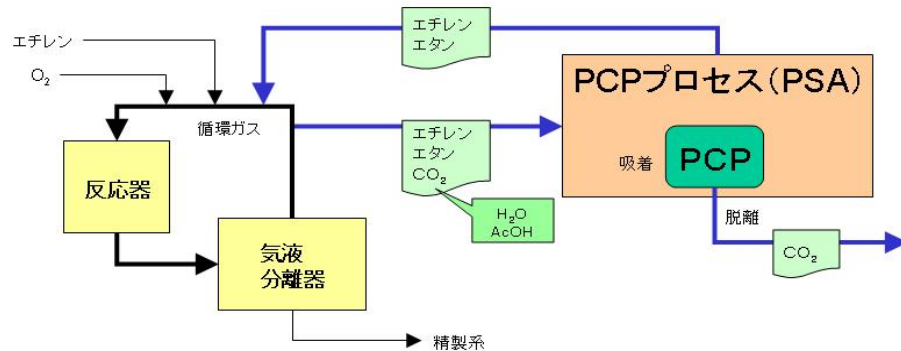 エチレン
O₂
循環ガス
反応器
気液
分離器
精製系
エチレン
エタン
エチレン
エタン
CO₂
H₂O
AcOH
PCPプロセス(PSA)
吸着
PCP
脱離
CO₂